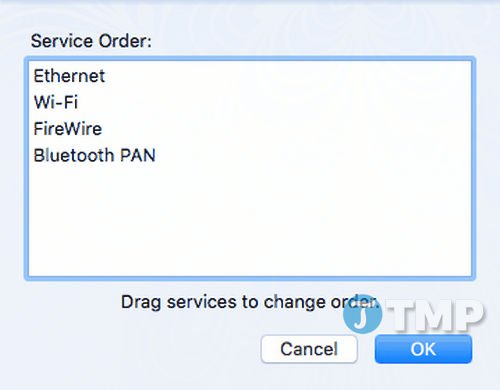 Service Order:
Ethernet
Wi-Fi
FireWire
Bluetooth PAN
Drag services to change order.
TMP
Cancel
OK